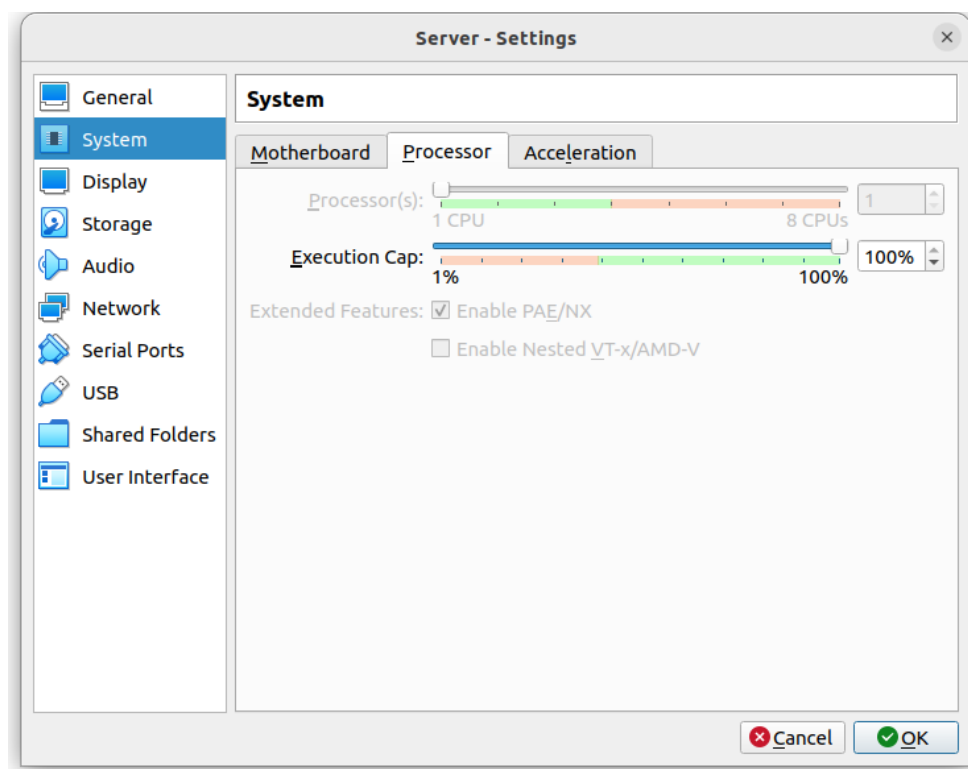 Server - Settings
General
System
Display
Storage
Audio
Network
Serial Ports
USB
Shared Folders
User Interface
System
Motherboard Processor Acceleration
Processor(s): 1
1 CPU 8 CPUs
Execution Cap: 100%
1% 100%
Extended Features: Enable PAE/NX
Enable Nested VT-x/AMD-V
Cancel OK